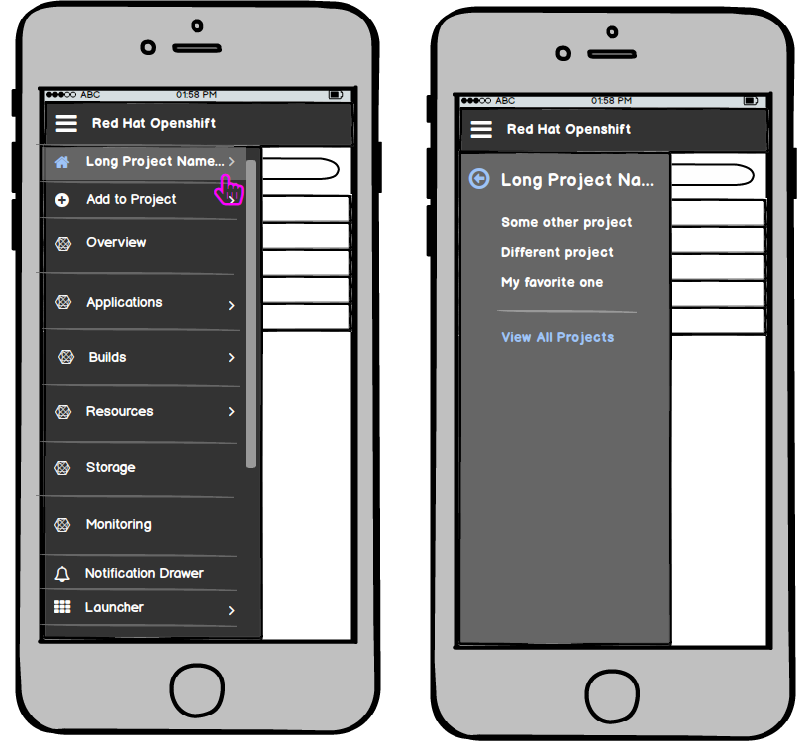 ABC 01:58 PM
Red Hat Openshift
Long Project Name...
Add to Project
Overview
Applications
Builds
Resources
Storage
Monitoring
Notification Drawer
Launcher
ABC 01:58 PM
Red Hat Openshift
Long Project Na...
Some other project
Different project
My favorite one
View All Projects